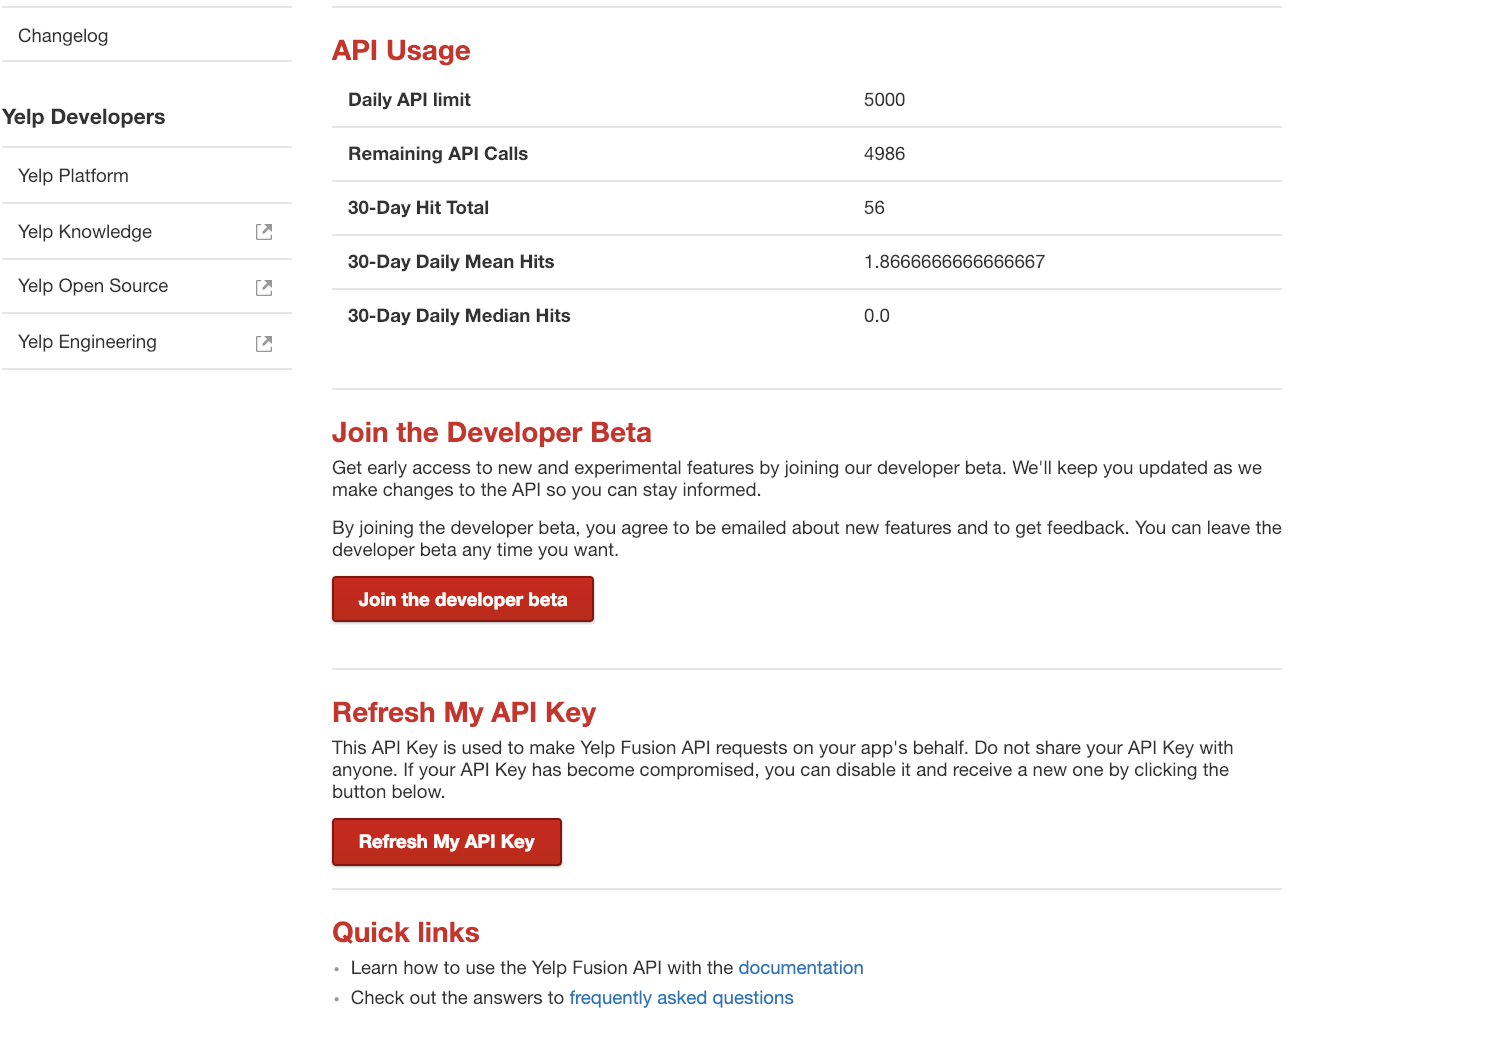 Changelog
Yelp Developers
Yelp Platform
Yelp Knowledge
Yelp Open Source
Yelp Engineering
API Usage
Daily API limit 5000
Remaining API Calls 4986
30-Day Hit Total 56
30-Day Daily Mean Hits 1.8666666666666667
30-Day Daily Median Hits 0.0
Join the Developer Beta
Get early access to new and experimental features by joining our developer beta. We'll keep you updated as we
make changes to the API so you can stay informed.
By joining the developer beta, you agree to be emailed about new features and to get feedback. You can leave the
developer beta any time you want.
Join the developer beta
Refresh My API Key
This API Key is used to make Yelp Fusion API requests on your app's behalf. Do not share your API Key with
anyone. If your API Key has become compromised, you can disable it and receive a new one by clicking the
button below.
Refresh My API Key
Quick links
• Learn how to use the Yelp Fusion API with the documentation
• Check out the answers to frequently asked questions